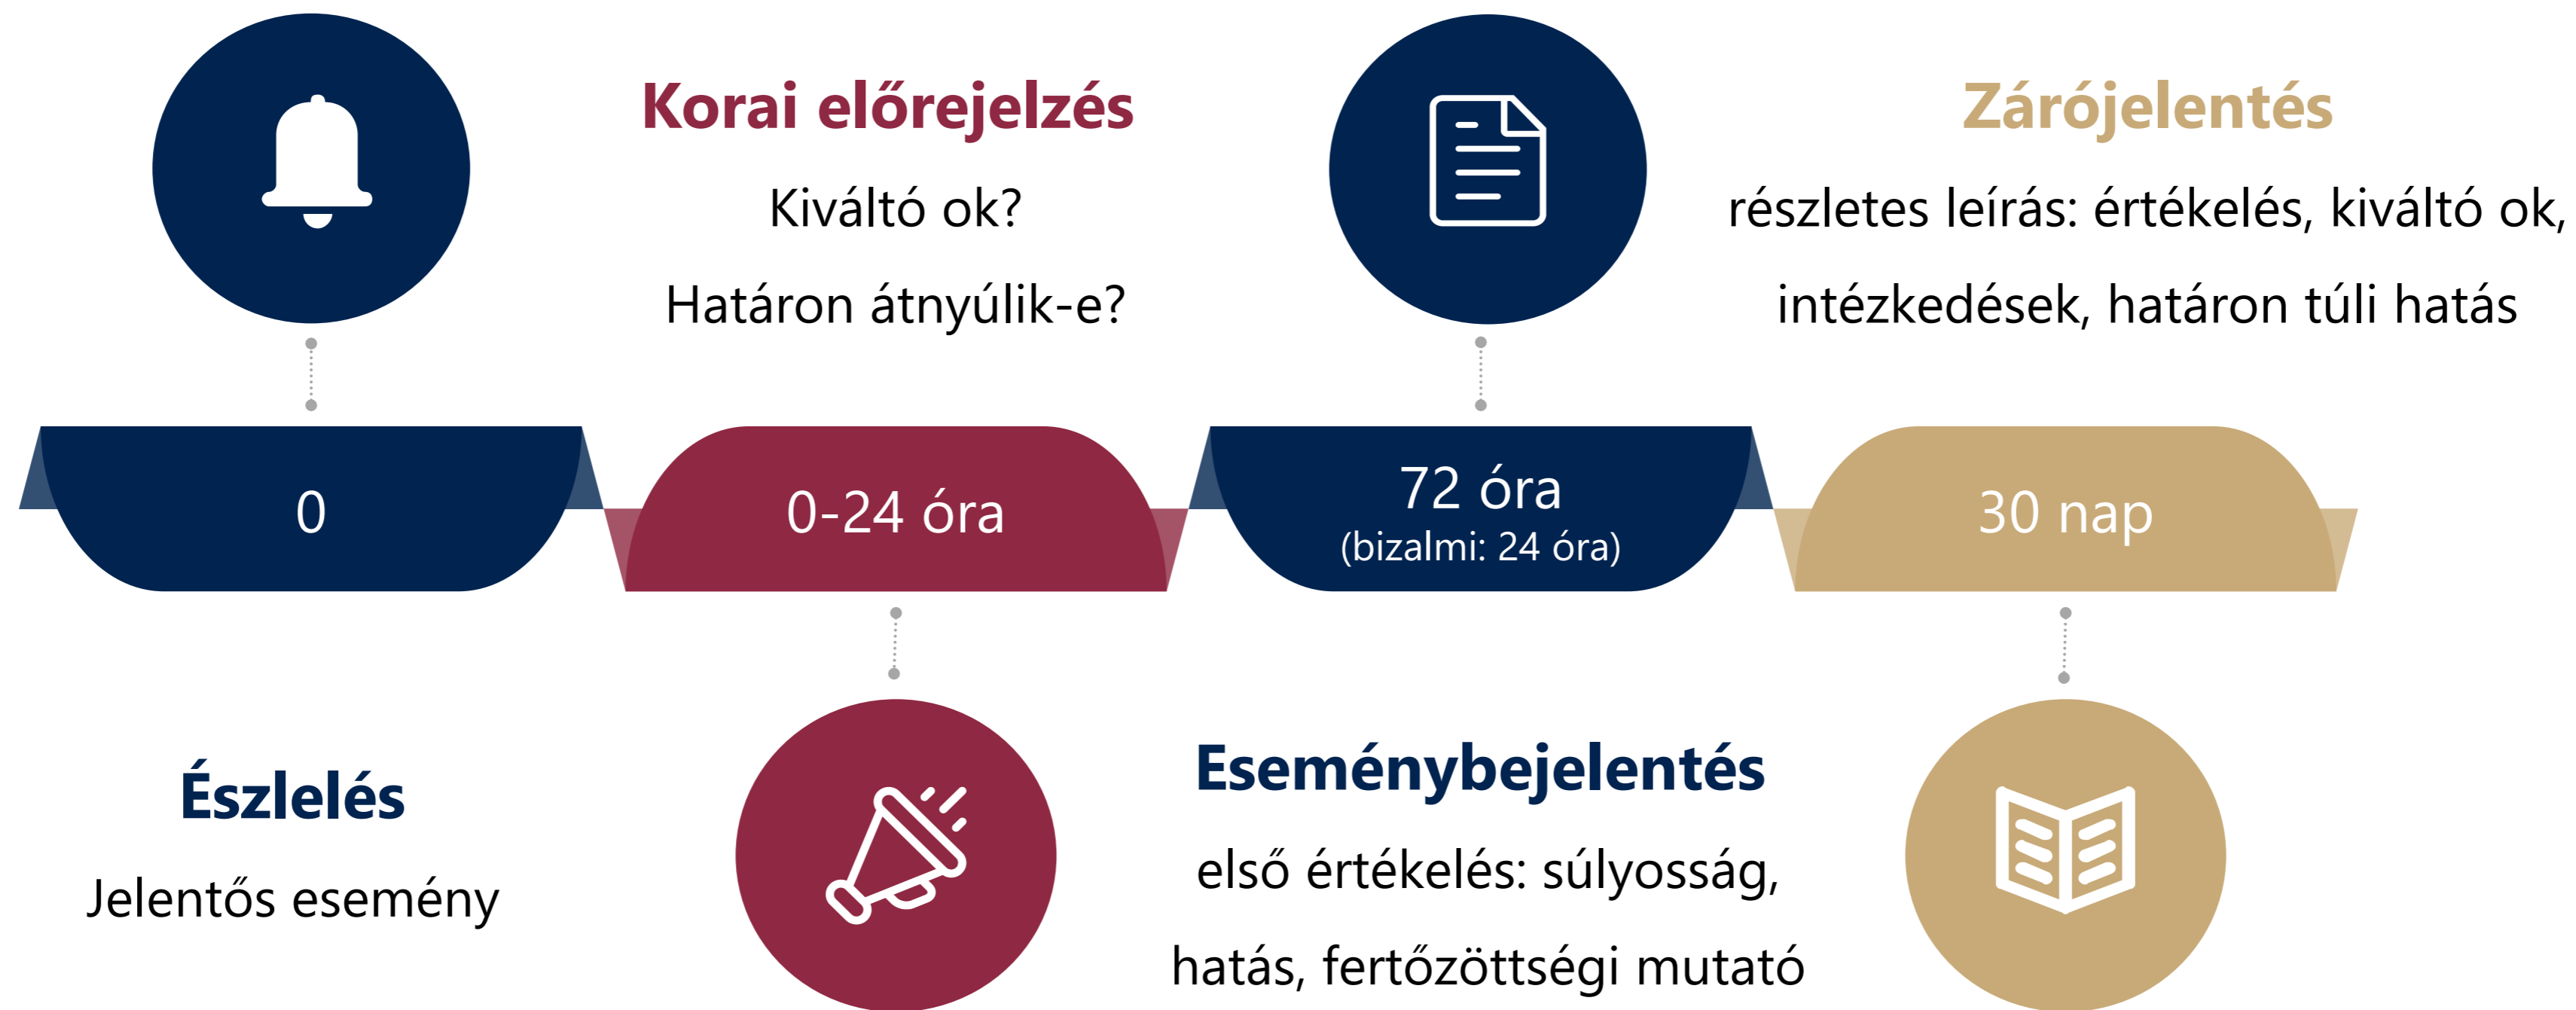 Korai előrejelzés
Kiváltó ok?
Határon átnyúlik-e?
Zárójelentés
részletes leírás: értékelés, kiváltó ok,
intézkedések, határon túli hatás
0
0-24 óra
72 óra
(bizalmi: 24 óra)
30 nap
Észlelés
Jelentős esemény
Eseménybejelentés
első értékelés: súlyosság,
hatás, fertőzöttségi mutató